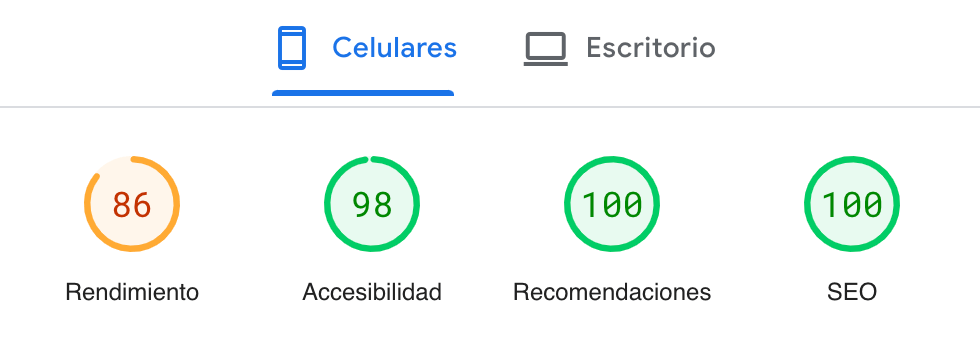 Celulares Escritorio
86 98 100 100
Rendimiento Accesibilidad Recomendaciones SEO